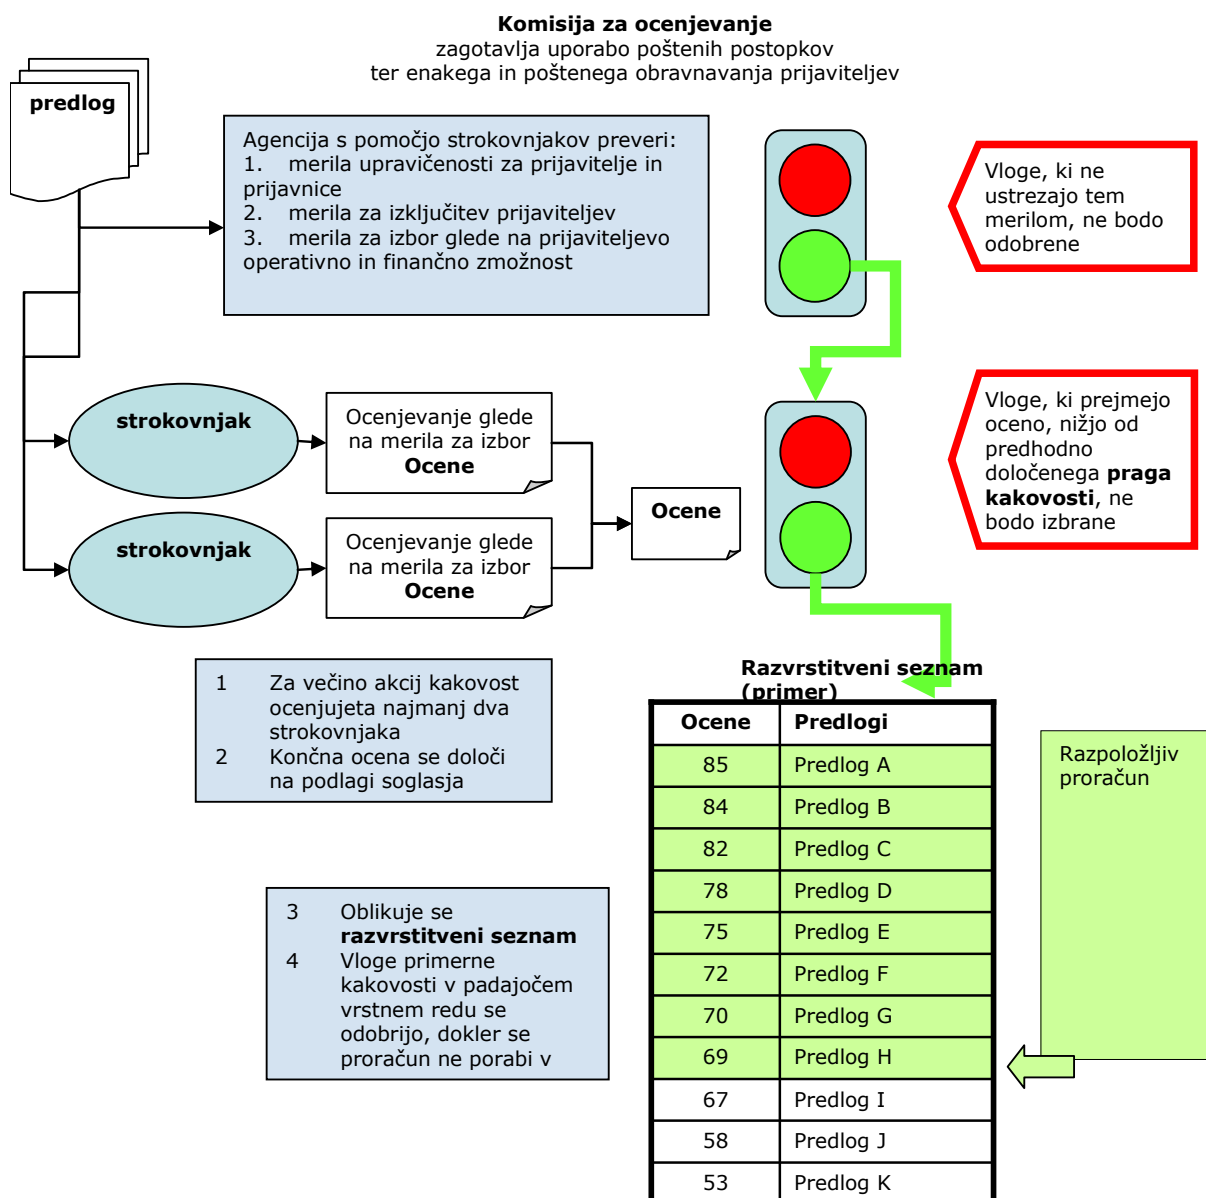 Komisija za ocenjevanje
zagotavlja uporabo poštenih postopkov
ter enakega in poštenega obravnavanja prijaviteljev
predlog
Agencija s pomočjo strokovnjakov preveri:
1. merila upravičenosti za prijavitelje in
prijavnice
2. merila za izključitev prijaviteljev
3. merila za izbor glede na prijaviteljevo
operativno in finančno zmožnost
Vloge, ki ne
ustrezajo tem
merilom, ne bodo
odobrene
strokovnjak
Ocenjevanje glede
na merila za izbor
Ocene
strokovnjak
Ocenjevanje glede
na merila za izbor
Ocene
Ocene
Vloge, ki prejmejo
oceno, nižjo od
predhodno
določenega praga
kakovosti, ne
bodo izbrane
1 Za večino akcij kakovost
ocenjujeta najmanj dva
strokovnjaka
2 Končna ocena se določi
na podlagi soglasja
3 Oblikuje se
razvrstitveni seznam
4 Vloge primerne
kakovosti v padajočem
vrstnem redu se
odobrijo, dokler se
proračun ne porabi v
Razvrstitveni seznam
(primer)
Ocene Predlogi
85 Predlog A
84 Predlog B
82 Predlog C
78 Predlog D
75 Predlog E
72 Predlog F
70 Predlog G
69 Predlog H
67 Predlog I
58 Predlog J
53 Predlog K
Razpoložljiv
proračun